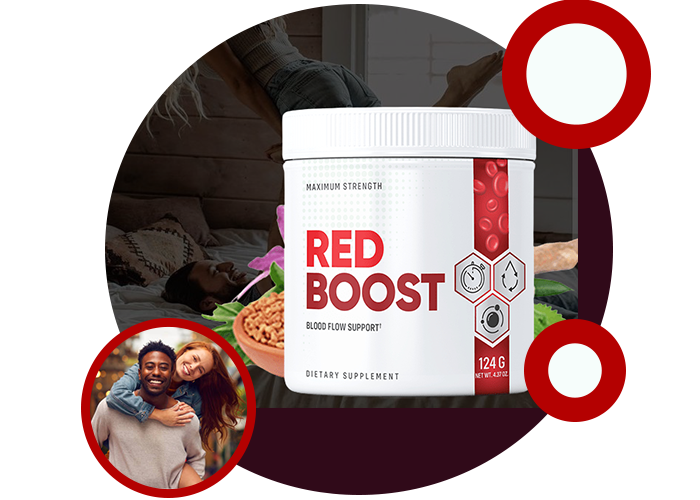 MAXIMUM STRENGTH
RED
BOOST
BLOOD FLOW SUPPORT†
DIETARY SUPPLEMENT
124 G
NET WT. 4.37 OZ.